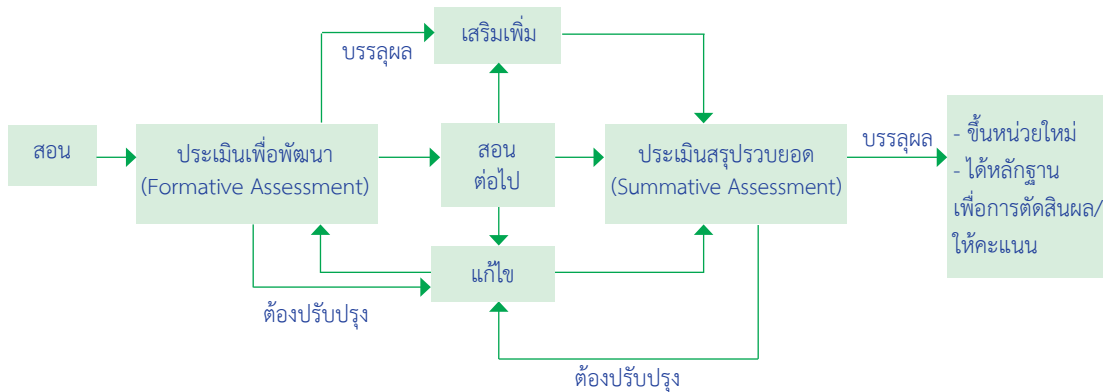 เสริมเพิ่ม
บรรลุผล
สอน
ประเมินเพื่อพัฒนา
(Formative Assessment)
สอน
ต่อไป
ประเมินสรุปรวบยอด
(Summative Assessment)
บรรลุผล
- ขึ้นหน่วยใหม่
- ได้หลักฐาน
เพื่อการตัดสินผล/
ให้คะแนน
แก้ไข
ต้องปรับปรุง
ต้องปรับปรุง